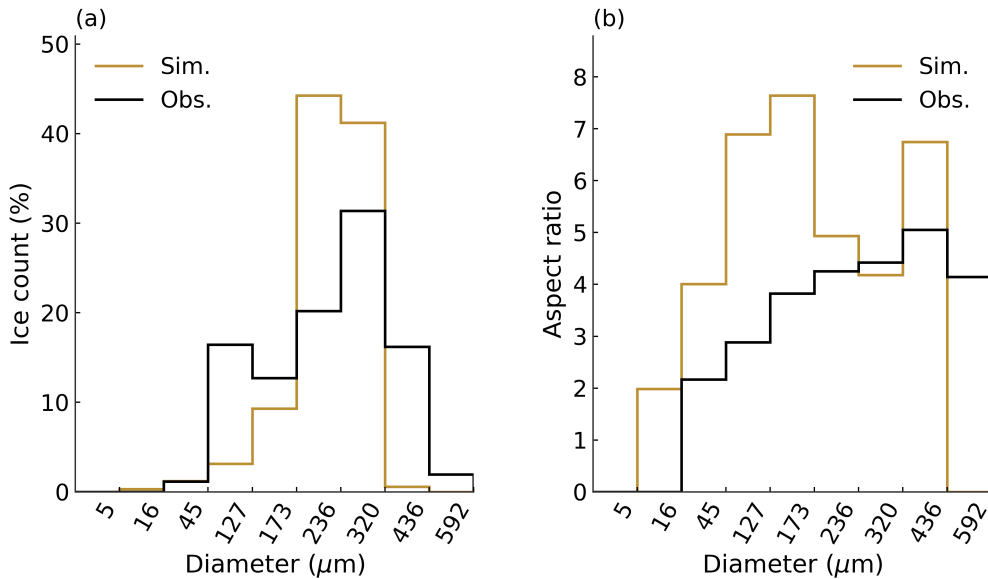 (a)
50
40
30
20
10
0
Ice count (%)
Sim.
Obs.
5 16 45 127 173 236 320 436 592
Diameter (μm)
(b)
8
7
6
5
4
3
2
1
0
Aspect ratio
Sim.
Obs.
5 16 45 127 173 236 320 436 592
Diameter (μm)